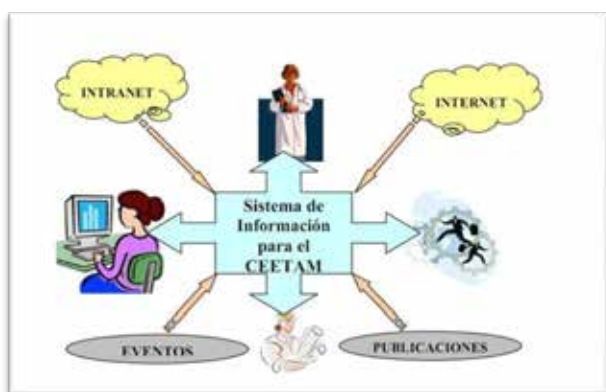 INTRANET
INTERNET
Sistema de
Información
para el
CEETAM
EVENTOS
PUBLICACIONES